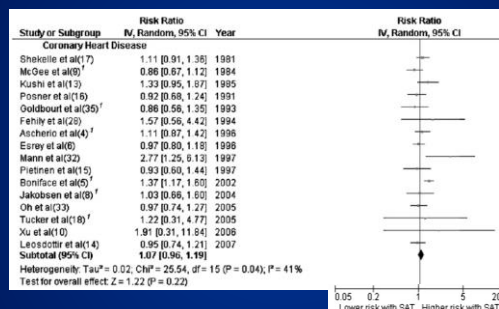 Risk Ratio Risk Ratio
Study or Subgroup IV, Random, 95% CI Year IV, Random, 95% CI
Coronary Heart Disease
Shekelle et al(17) 1.11 [0.91, 1.36] 1981
McGee et al(9)ᶠ 0.86 [0.67, 1.12] 1984
Kushi et al(13) 1.33 [0.95, 1.87] 1985
Posner et al(16) 0.92 [0.68, 1.24] 1991
Goldbourt et al(35)ᶠ 0.86 [0.56, 1.35] 1993
Fehily et al(28) 1.57 [0.56, 4.42] 1994
Ascherio et al(4)ᶠ 1.11 [0.87, 1.42] 1996
Esrey et al(6) 0.97 [0.80, 1.18] 1996
Mann et al(32) 2.77 [1.25, 6.13] 1997
Pietinen et al(15) 0.93 [0.60, 1.44] 1997
Boniface et al(5)ᶠ 1.37 [1.17, 1.60] 2002
Jakobsen et al(8)ᶠ 1.03 [0.66, 1.60] 2004
Oh et al(33) 0.97 [0.74, 1.27] 2005
Tucker et al(18)ᶠ 1.22 [0.31, 4.77] 2005
Xu et al(10) 1.91 [0.31, 11.84] 2006
Leosdottir et al(14) 0.95 [0.74, 1.21] 2007
Subtotal (95% CI) 1.07 [0.96, 1.19]
Heterogeneity: Tau² = 0.02; Chi² = 25.54, df = 15 (P = 0.04); I² = 41%
Test for overall effect: Z = 1.22 (P = 0.22)
0.05 0.2 1 5 20
Lower risk with SAT Higher risk with SAT